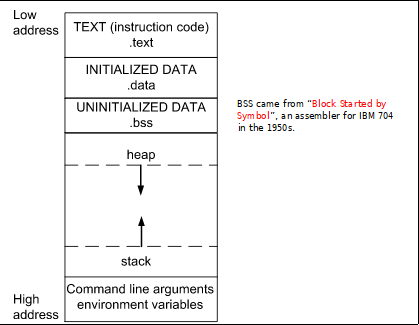 Low
address
TEXT (instruction code)
.text
INITIALIZED DATA
.data
UNINITIALIZED DATA
.bss
BSS came from “Block Started by
Symbol”, an assembler for IBM 704
in the 1950s.
heap
stack
Command line arguments
environment variables
High
address